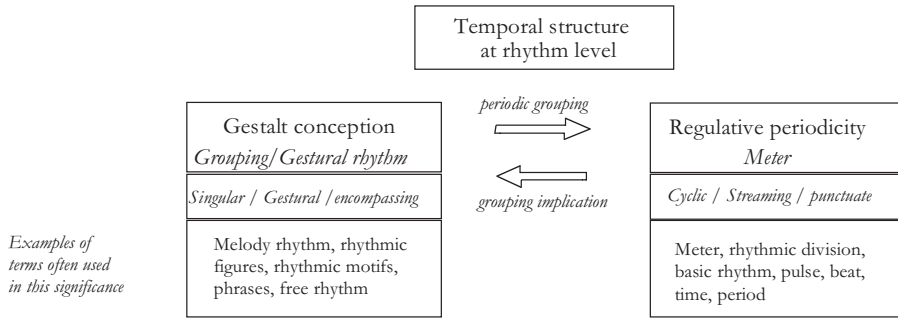 Temporal structure
at rhythm level
periodic grouping
Gestalt conception
Grouping/Gestural rhythm
Regulative periodicity
Meter
Singular / Gestural /encompassing
grouping implication
Cyclic / Streaming / punctuate
Examples of
terms often used
in this significance
Melody rhythm, rhythmic
figures, rhythmic motifs,
phrases, free rhythm
Meter, rhythmic division,
basic rhythm, pulse, beat,
time, period